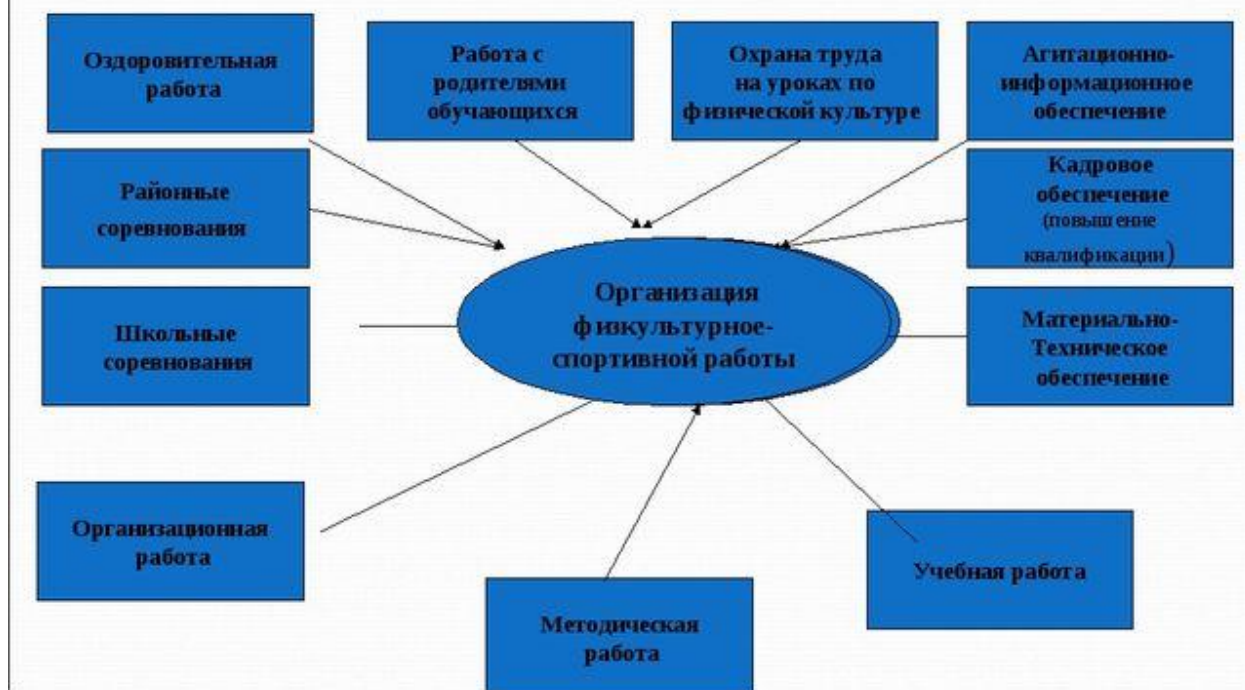 Оздоровительная
работа
Работа с
родителями
обучающихся
Охрана труда
на уроках по
физической культуре
Агитационно-
информационное
обеспечение
Районные
соревнования
Кадровое
обеспечение
(повышение
квалификации)
Организация
физкультурное-
спортивной работы
Школьные
соревнования
Материально-
Техническое
обеспечение
Организационная
работа
Методическая
работа
Учебная работа